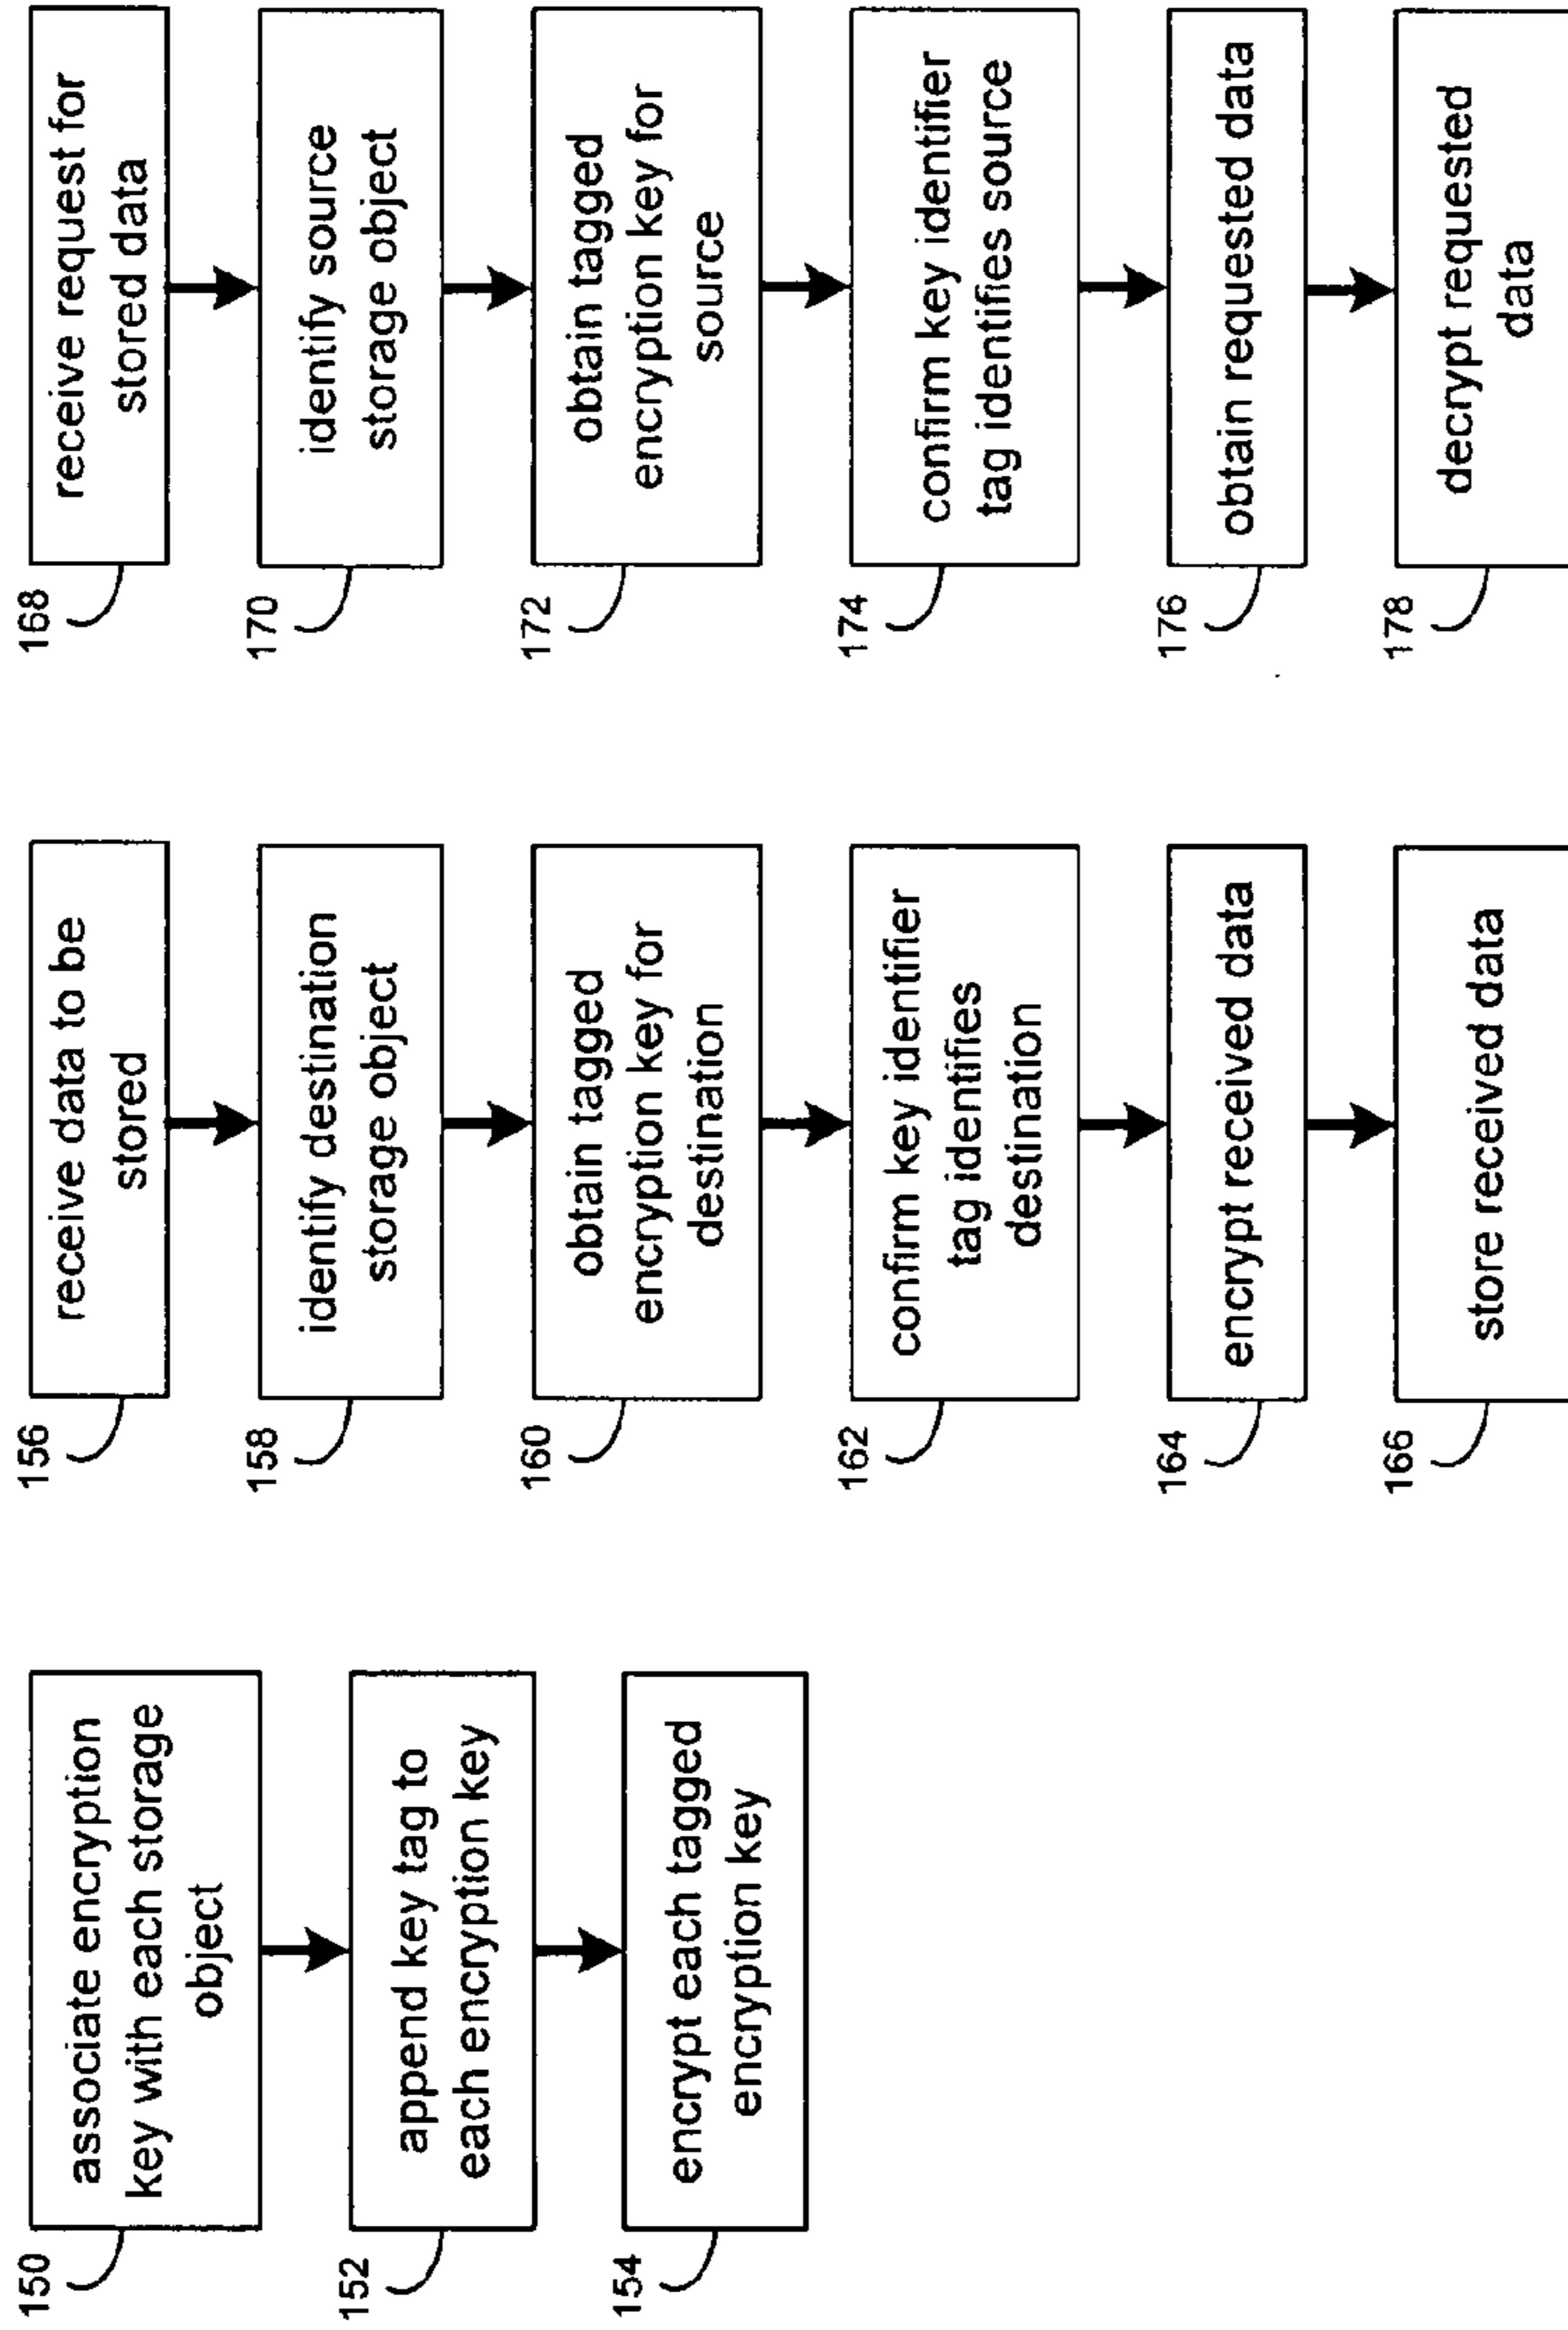 150
associate encryption
key with each storage
object
152
append key tag to
each encryption key
154
encrypt each tagged
encryption key
156
receive data to be
stored
158
identify destination
storage object
160
obtain tagged
encryption key for
destination
162
confirm key identifier
tag identifies
destination
164
encrypt received data
166
store received data
168
receive request for
stored data
170
identify source
storage object
172
obtain tagged
encryption key for
source
174
confirm key identifier
tag identifies source
176
obtain requested data
178
decrypt requested
data